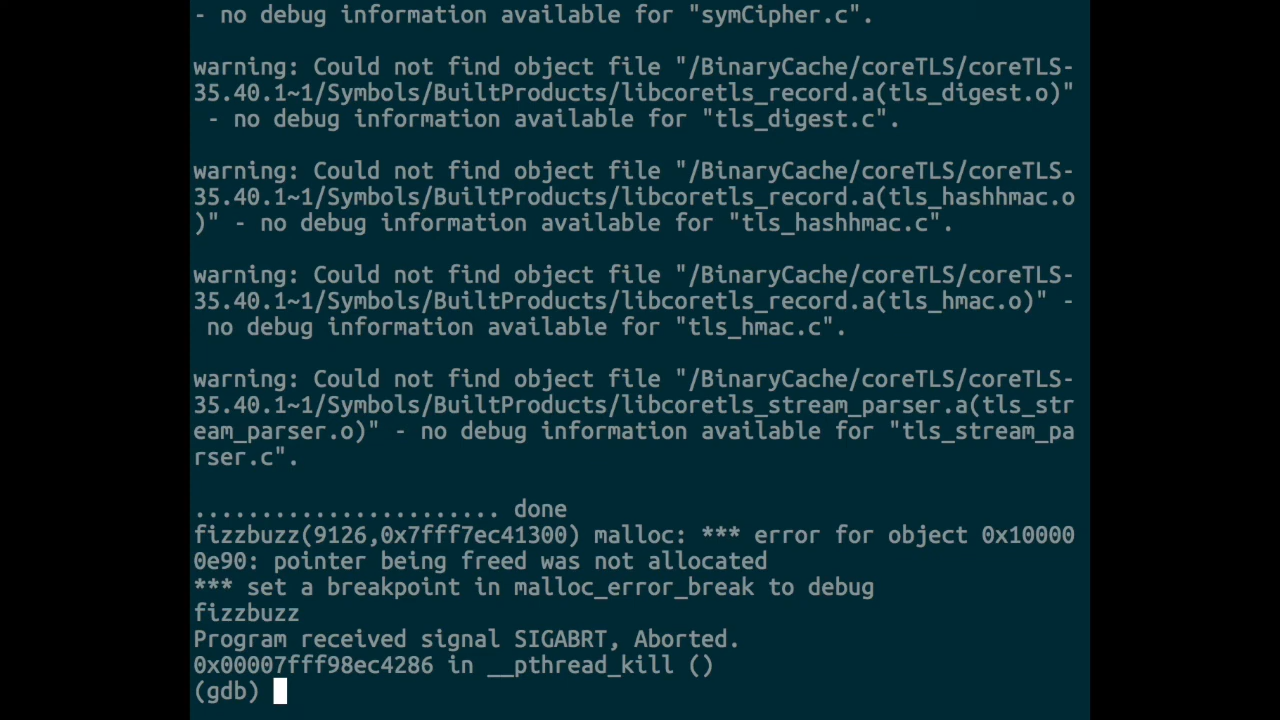 - no debug information available for "symCipher.c".
warning: Could not find object file "/BinaryCache/coreTLS/coreTLS-
35.40.1~1/Symbols/BuiltProducts/libcoretls_record.a(tls_digest.o)"
- no debug information available for "tls_digest.c".
warning: Could not find object file "/BinaryCache/coreTLS/coreTLS-
35.40.1~1/Symbols/BuiltProducts/libcoretls_record.a(tls_hashhmac.o
)" - no debug information available for "tls_hashhmac.c".
warning: Could not find object file "/BinaryCache/coreTLS/coreTLS-
35.40.1~1/Symbols/BuiltProducts/libcoretls_record.a(tls_hmac.o)" -
no debug information available for "tls_hmac.c".
warning: Could not find object file "/BinaryCache/coreTLS/coreTLS-
35.40.1~1/Symbols/BuiltProducts/libcoretls_stream_parser.a(tls_str
eam_parser.o)" - no debug information available for "tls_stream_pa
rser.c".
....................... done
fizzbuzz(9126,0x7fff7ec41300) malloc: *** error for object 0x10000
0e90: pointer being freed was not allocated
*** set a breakpoint in malloc_error_break to debug
fizzbuzz
Program received signal SIGABRT, Aborted.
0x00007fff98ec4286 in __pthread_kill ()
(gdb)